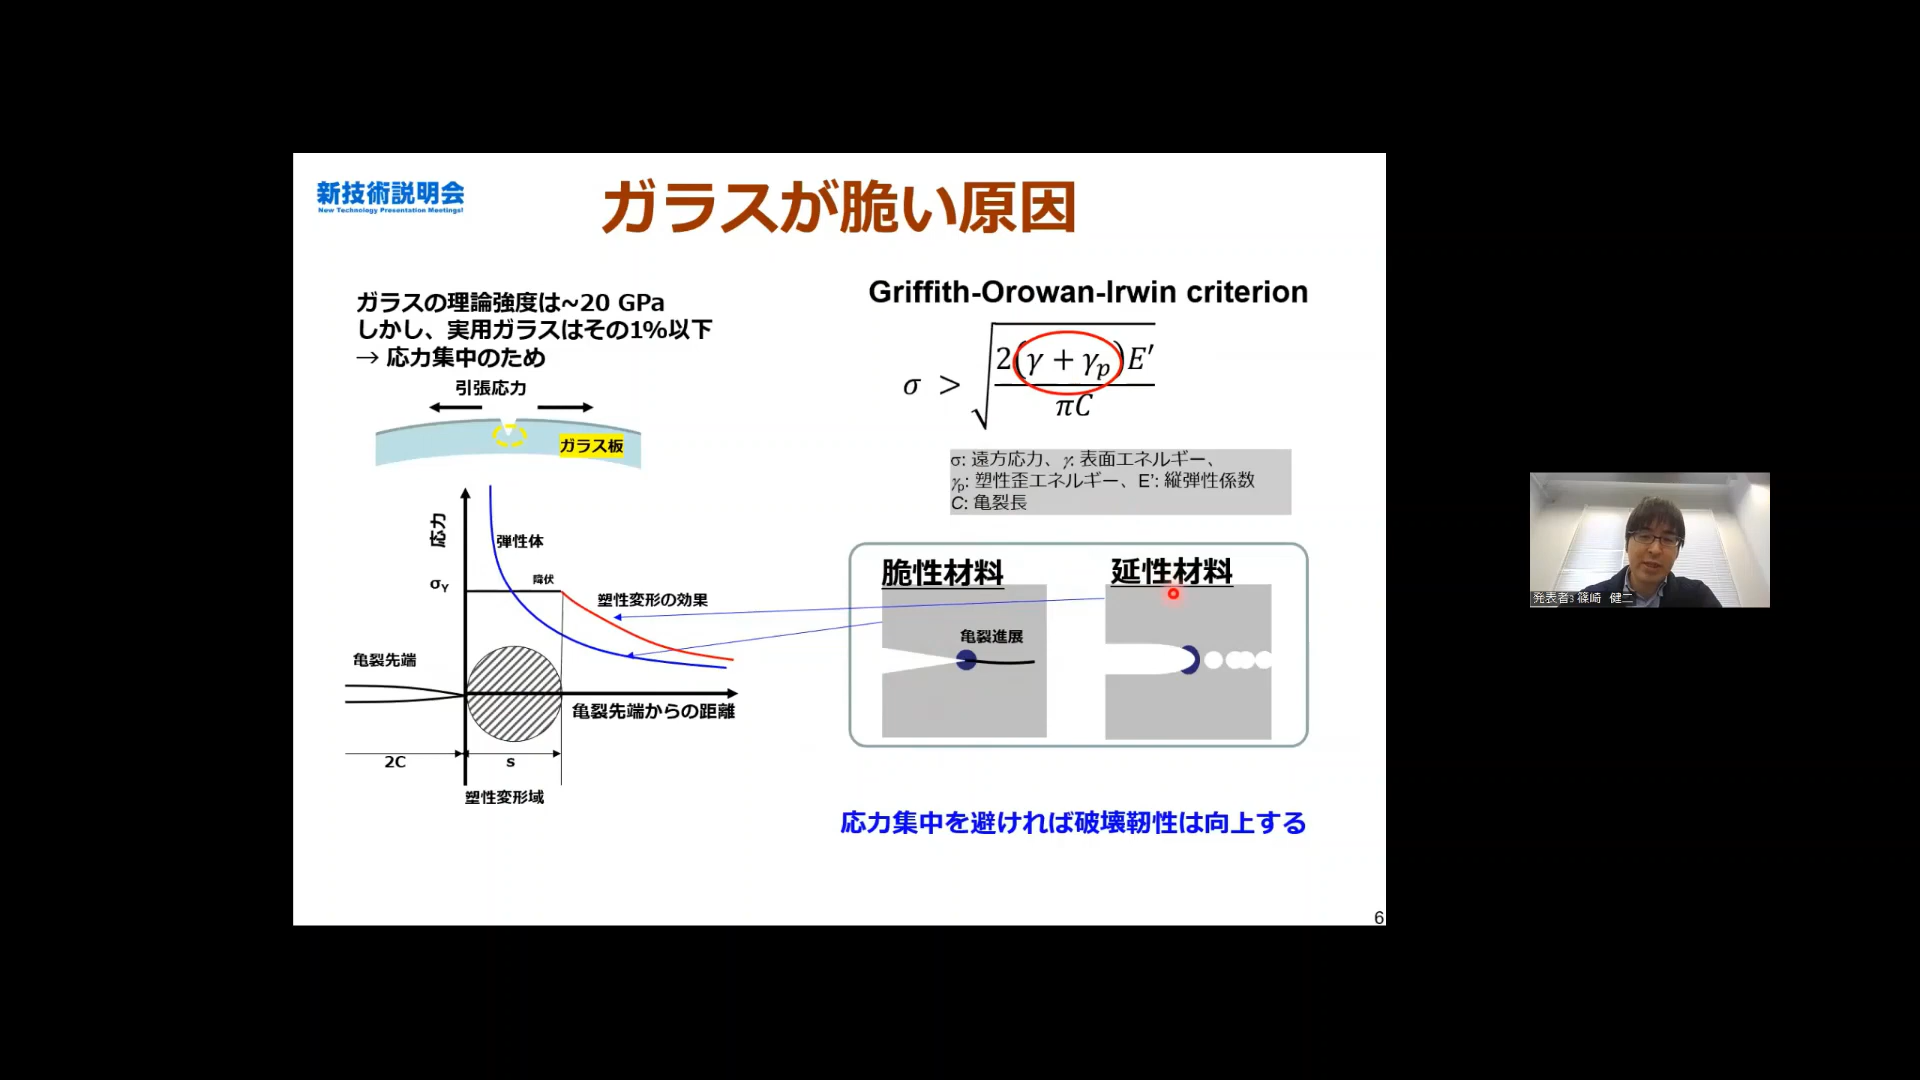 新技術説明会
New Technology Presentation Meetings!
ガラスが脆い原因
ガラスの理論強度は~20 GPa
しかし、実用ガラスはその1%以下
→ 応力集中のため
引張応力
ガラス板
応力
弾性体
σY
降伏
塑性変形の効果
亀裂先端
亀裂先端からの距離
2C
s
塑性変形域
Griffith-Orowan-Irwin criterion
σ > √(2(γ + γp)E′ / πC)
σ: 遠方応力、γ: 表面エネルギー、
γp: 塑性歪エネルギー、E': 縦弾性係数
C: 亀裂長
脆性材料
延性材料
亀裂進展
応力集中を避ければ破壊靭性は向上する
6
発表者3 篠崎 健二